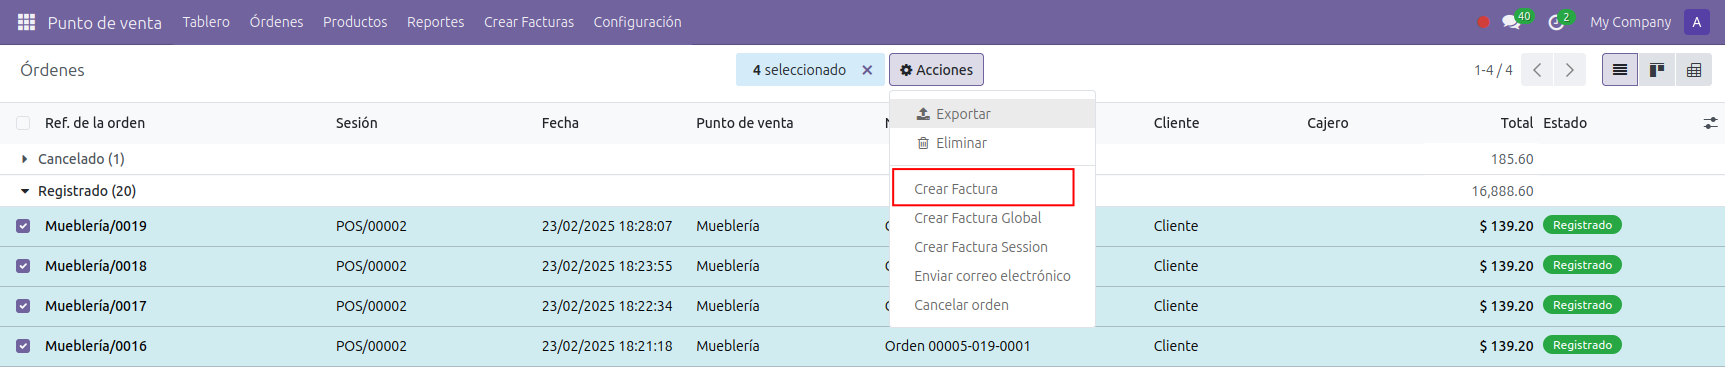 Punto de venta Tablero Órdenes Productos Reportes Crear Facturas Configuración 40 2 My Company A
Órdenes 4 seleccionado × Acciones 1-4 / 4
Exportar
Ref. de la orden Sesión Fecha Punto de venta N Cliente Cajero Total Estado
Eliminar
Cancelado (1) 185.60
Registrado (20) 16,888.60
Crear Factura
Crear Factura Global
Crear Factura Session
Enviar correo electrónico
Cancelar orden
Mueblería/0019 POS/00002 23/02/2025 18:28:07 Mueblería Cliente $ 139.20 Registrado
Mueblería/0018 POS/00002 23/02/2025 18:23:55 Mueblería Cliente $ 139.20 Registrado
Mueblería/0017 POS/00002 23/02/2025 18:22:34 Mueblería Cliente $ 139.20 Registrado
Mueblería/0016 POS/00002 23/02/2025 18:21:18 Mueblería Orden 00005-019-0001 Cliente $ 139.20 Registrado